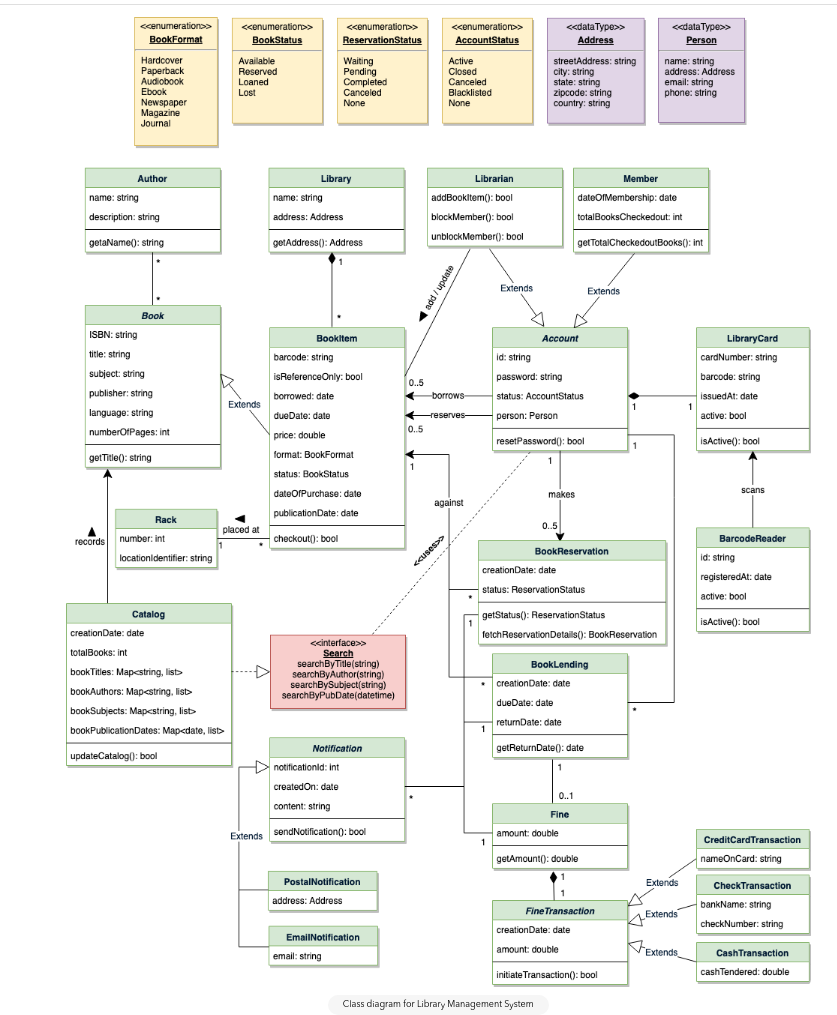 <<enumeration>>
BookFormat
Hardcover
Paperback
Audiobook
Ebook
Newspaper
Magazine
Journal
<<enumeration>>
BookStatus
Available
Reserved
Loaned
Lost
<<enumeration>>
ReservationStatus
Waiting
Pending
Completed
Canceled
None
<<enumeration>>
AccountStatus
Active
Closed
Canceled
Blacklisted
None
<<dataType>>
Address
streetAddress: string
city: string
state: string
zipcode: string
country: string
<<dataType>>
Person
name: string
address: Address
email: string
phone: string
Author
name: string
description: string
getaName(): string
*
*
Library
name: string
address: Address
getAddress(): Address
1
*
Librarian
addBookItem(): bool
blockMember(): bool
unblockMember(): bool
add / update
Extends
Member
dateOfMembership: date
totalBooksCheckedout: int
getTotalCheckedoutBooks(): int
Extends
Book
ISBN: string
title: string
subject: string
publisher: string
language: string
numberOfPages: int
getTitle(): string
Extends
BookItem
barcode: string
isReferenceOnly: bool
borrowed: date
dueDate: date
price: double
format: BookFormat
status: BookStatus
dateOfPurchase: date
publicationDate: date
checkout(): bool
0..5
borrows
reserves
0..5
1
Account
id: string
password: string
status: AccountStatus
person: Person
resetPassword(): bool
1
1
1
1
LibraryCard
cardNumber: string
barcode: string
issuedAt: date
active: bool
isActive(): bool
scans
BarcodeReader
id: string
registeredAt: date
active: bool
isActive(): bool
against
makes
0..5
<<uses>>
Rack
number: int
locationIdentifier: string
placed at
1
*
records
BookReservation
creationDate: date
status: ReservationStatus
getStatus(): ReservationStatus
fetchReservationDetails(): BookReservation
*
1
Catalog
creationDate: date
totalBooks: int
bookTitles: Map<string, list>
bookAuthors: Map<string, list>
bookSubjects: Map<string, list>
bookPublicationDates: Map<date, list>
updateCatalog(): bool
<<interface>>
Search
searchByTitle(string)
searchByAuthor(string)
searchBySubject(string)
searchByPubDate(datetime)
BookLending
creationDate: date
dueDate: date
returnDate: date
getReturnDate(): date
*
1
*
1
0..1
Notification
notificationId: int
createdOn: date
content: string
sendNotification(): bool
*
Extends
PostalNotification
address: Address
EmailNotification
email: string
Fine
amount: double
getAmount(): double
1
1
1
FineTransaction
creationDate: date
amount: double
initiateTransaction(): bool
Extends
Extends
Extends
CreditCardTransaction
nameOnCard: string
CheckTransaction
bankName: string
checkNumber: string
CashTransaction
cashTendered: double
Class diagram for Library Management System